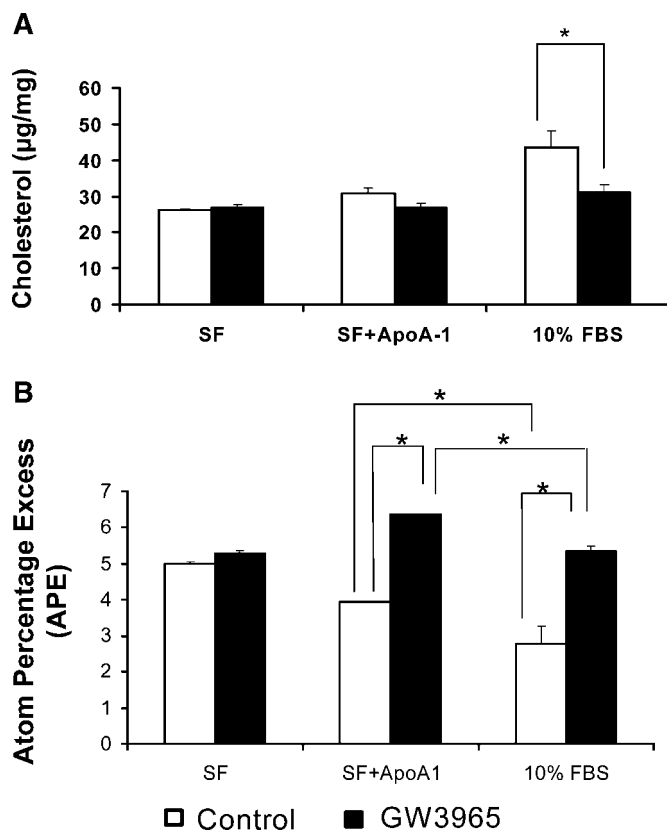 A
*
Cholesterol (µg/mg)
60
50
40
30
20
10
0
SF SF+ApoA-1 10% FBS
B
*
* *
*
Atom Percentage Excess
(APE)
7
6
5
4
3
2
1
0
SF SF+ApoA1 10% FBS
Control GW3965